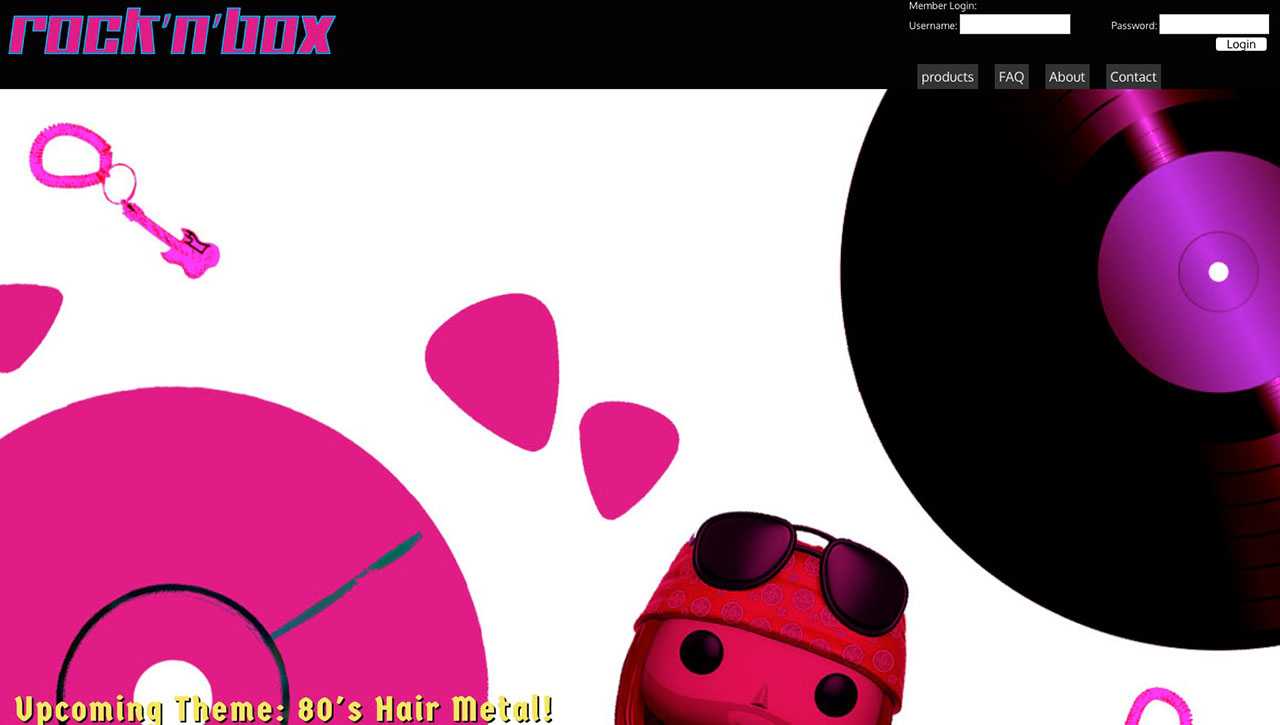 rock'n'box
Member Login:
Username:
Password:
Login
products
FAQ
About
Contact
Upcoming Theme: 80's Hair Metal!